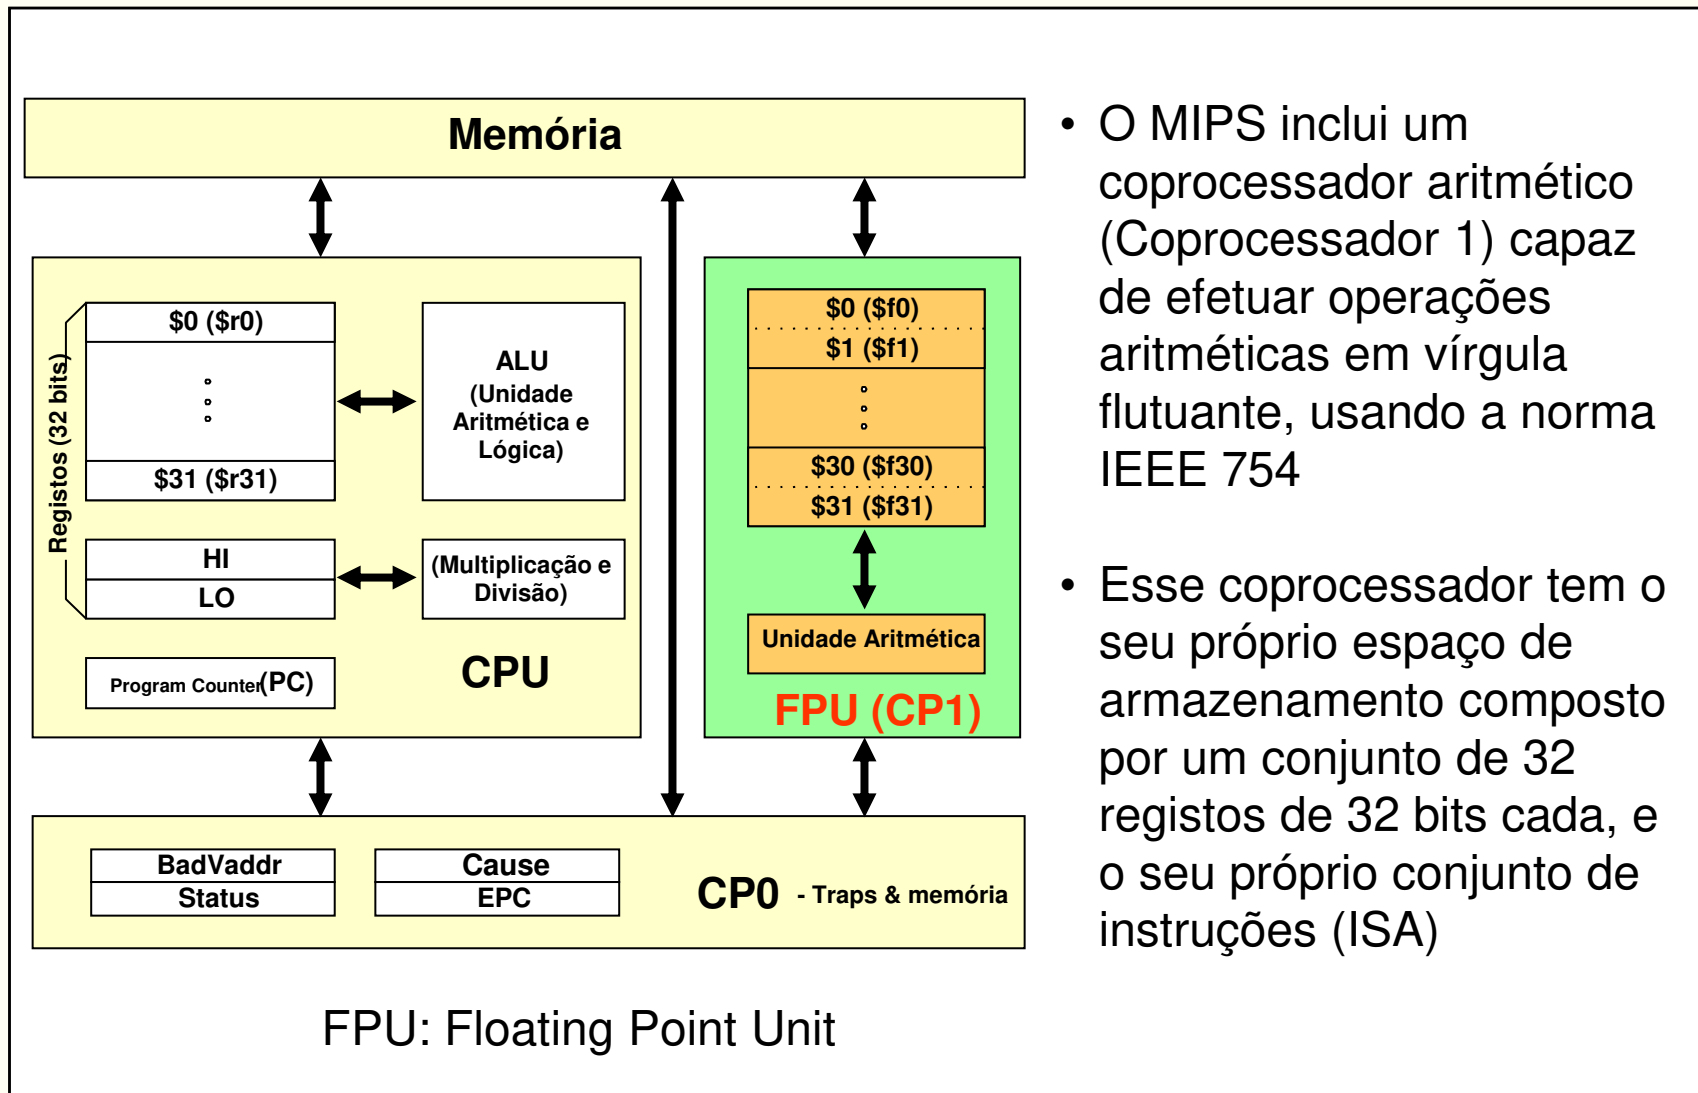 Memória
Registos (32 bits)
$0 ($r0)
$31 ($r31)
ALU
(Unidade
Aritmética e
Lógica)
HI
LO
(Multiplicação e
Divisão)
Program Counter(PC)
CPU
$0 ($f0)
$1 ($f1)
$30 ($f30)
$31 ($f31)
Unidade Aritmética
FPU (CP1)
BadVaddr
Status
Cause
EPC
CP0 - Traps & memória
FPU: Floating Point Unit
• O MIPS inclui um
coprocessador aritmético
(Coprocessador 1) capaz
de efetuar operações
aritméticas em vírgula
flutuante, usando a norma
IEEE 754
• Esse coprocessador tem o
seu próprio espaço de
armazenamento composto
por um conjunto de 32
registos de 32 bits cada, e
o seu próprio conjunto de
instruções (ISA)